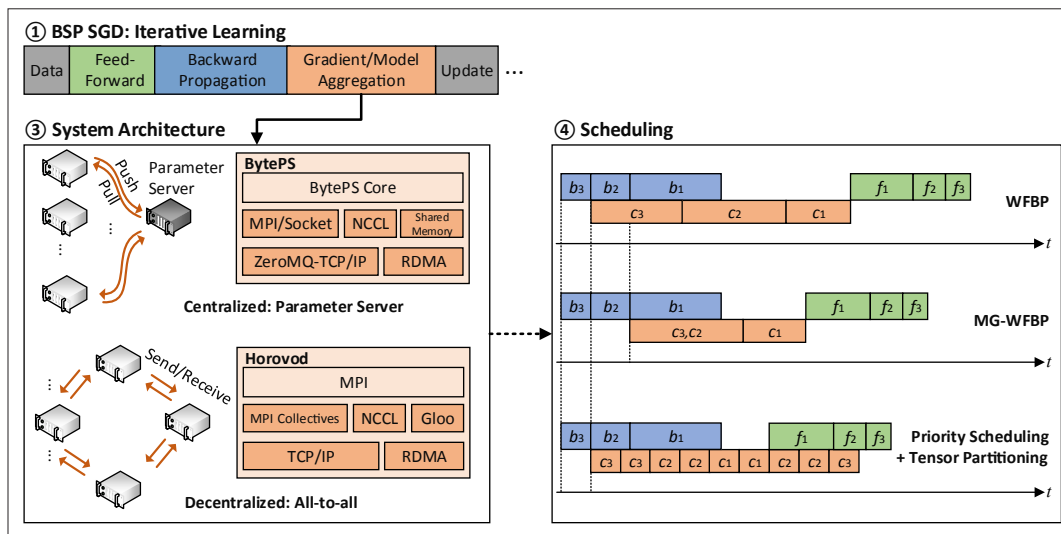 ① BSP SGD: Iterative Learning
Data
Feed-
Forward
Backward
Propagation
Gradient/Model
Aggregation
Update
...
③ System Architecture
Push
Pull
Parameter
Server
...
...
...
BytePS
BytePS Core
MPI/Socket
NCCL
Shared
Memory
ZeroMQ-TCP/IP
RDMA
Centralized: Parameter Server
Send/Receive
...
...
Horovod
MPI
MPI Collectives
NCCL
Gloo
TCP/IP
RDMA
Decentralized: All-to-all
④ Scheduling
b3 b2 b1 f1 f2 f3
c3 c2 c1
WFBP
t
b3 b2 b1 f1 f2 f3
c3,c2 c1
MG-WFBP
t
b3 b2 b1 f1 f2 f3
c3 c3 c2 c2 c1 c1 c2 c2 c3
Priority Scheduling
+ Tensor Partitioning
t